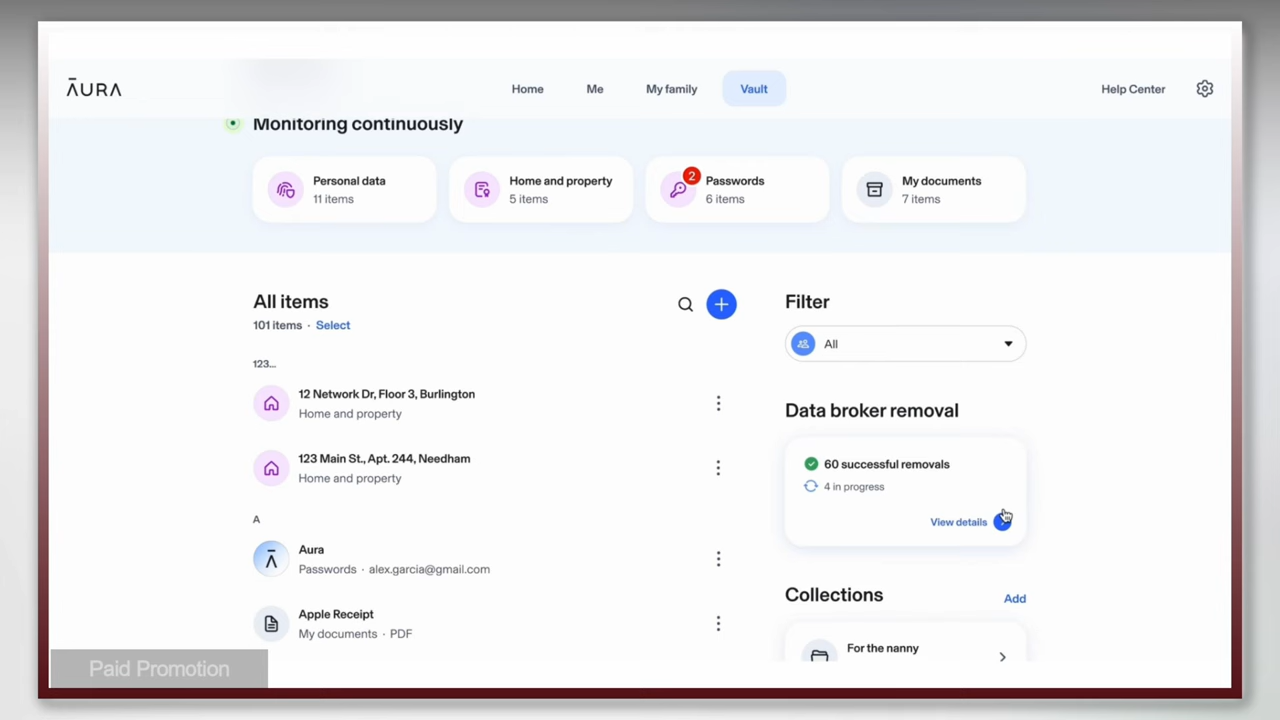 ĀURA
Home
Me
My family
Vault
Help Center
Monitoring continuously
Personal data
11 items
Home and property
5 items
2
Passwords
6 items
My documents
7 items
All items
101 items · Select
Filter
All
123...
12 Network Dr, Floor 3, Burlington
Home and property
123 Main St., Apt. 244, Needham
Home and property
Data broker removal
60 successful removals
4 in progress
View details
A
Ā
Aura
Passwords · alex.garcia@gmail.com
Apple Receipt
My documents · PDF
Collections
Add
For the nanny
Paid Promotion